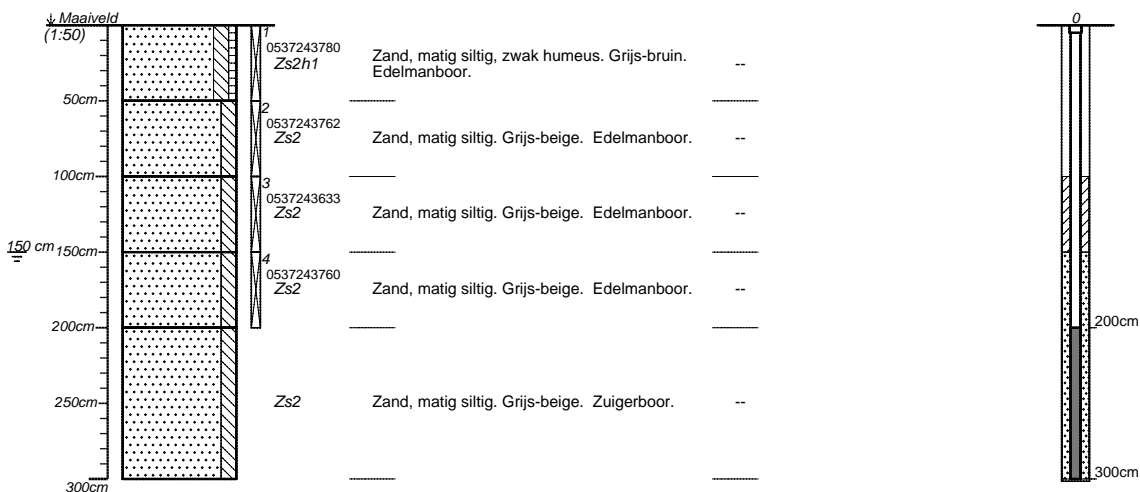 Maaiveld
(1:50)
0
1
0537243780
Zs2h1
Zand, matig siltig, zwak humeus. Grijs-bruin.
Edelmanboor.
--
50cm
2
0537243762
Zs2
Zand, matig siltig. Grijs-beige. Edelmanboor.
--
100cm
3
0537243633
Zs2
Zand, matig siltig. Grijs-beige. Edelmanboor.
--
150 cm
150cm
4
0537243760
Zs2
Zand, matig siltig. Grijs-beige. Edelmanboor.
--
200cm
200cm
250cm
Zs2
Zand, matig siltig. Grijs-beige. Zuigerboor.
--
300cm
300cm